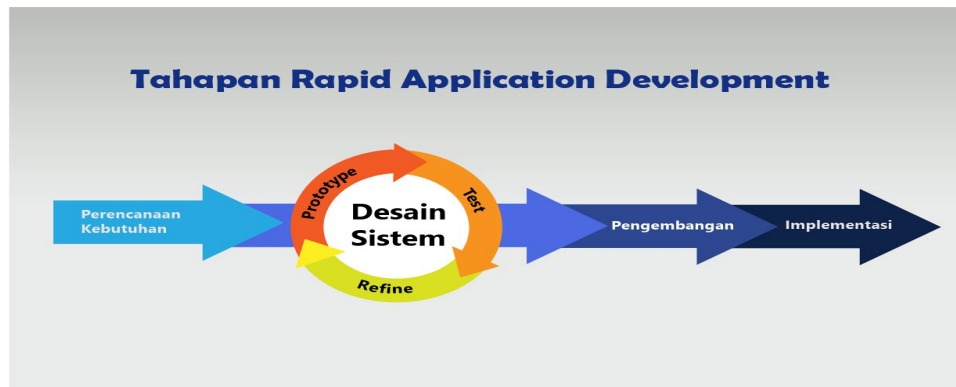 Tahapan Rapid Application Development
Perencanaan
Kebutuhan
Prototype
Test
Refine
Desain
Sistem
Pengembangan
Implementasi